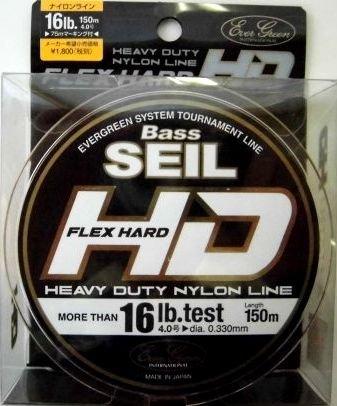 ナイロンライン
16lb. 150m
4.0号
▶75mマーキング付◀
メーカー希望小売価格
¥1,800(税別)
Ever Green
INTERNATIONAL
HEAVY DUTY
NYLON LINE
FLEX HARD HD
EVERGREEN SYSTEM TOURNAMENT LINE
Bass
SEIL
FLEX HARD
HD
HEAVY DUTY NYLON LINE
MORE THAN 16lb.test Length 150m
4.0号 ▶dia. 0.330mm
Ever Green
INTERNATIONAL
MADE IN JAPAN